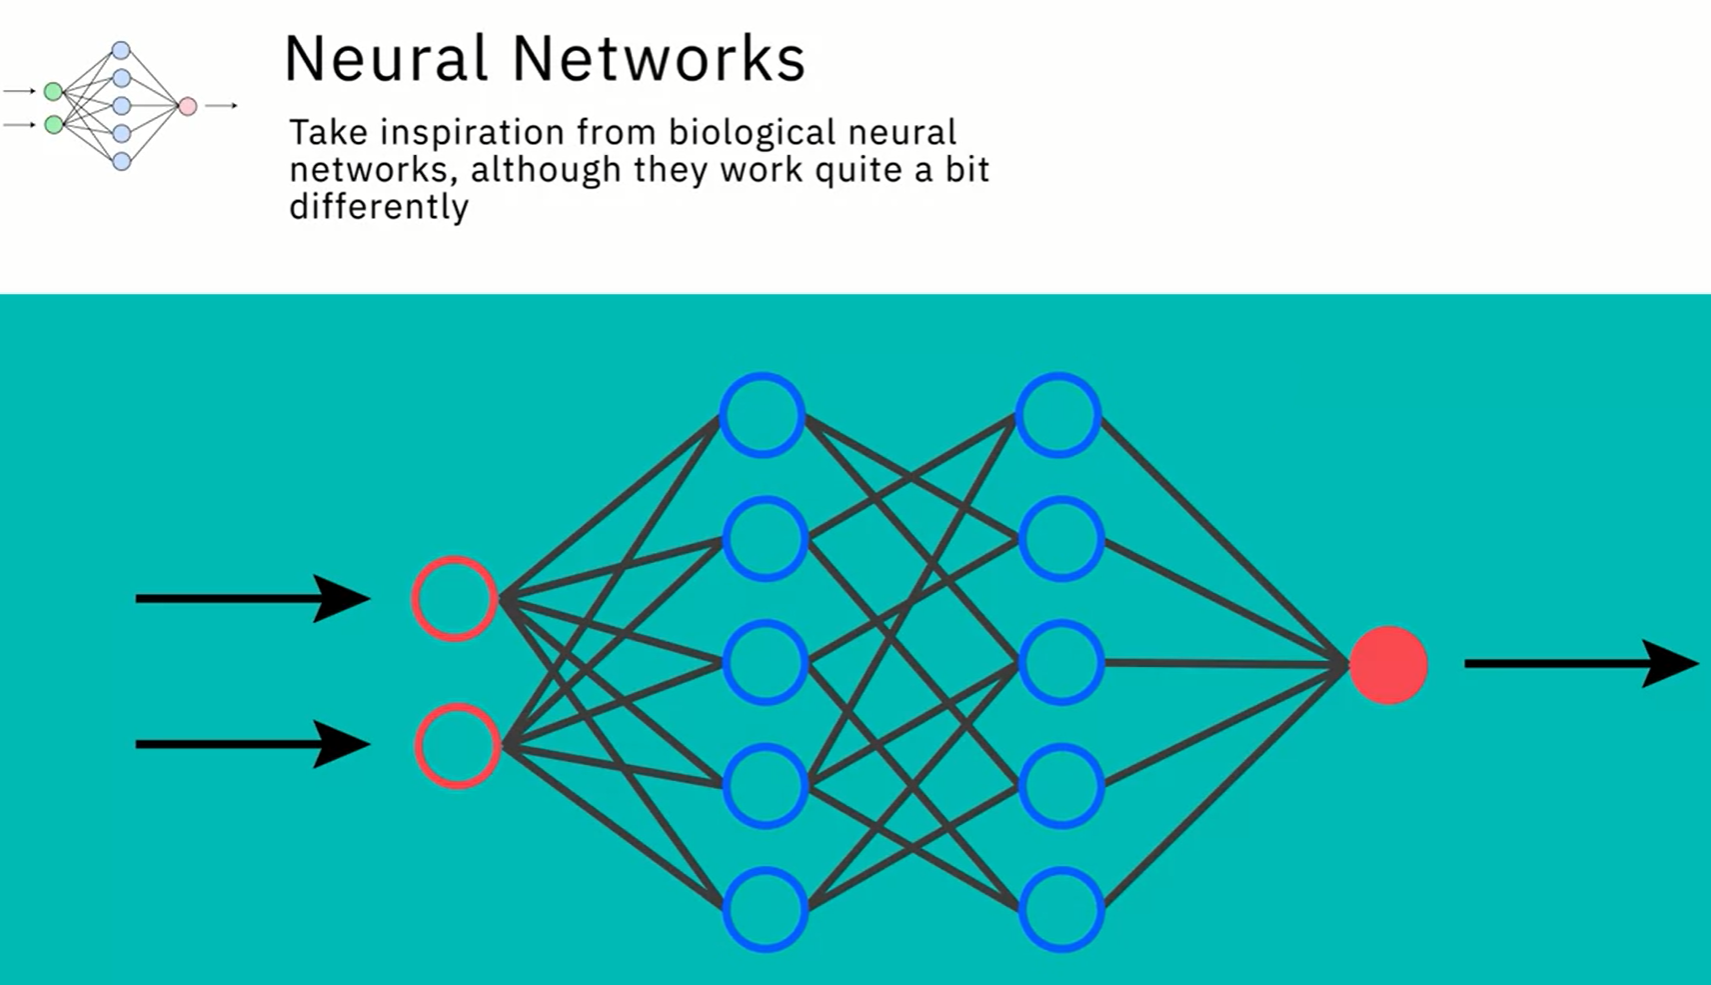 Neural Networks
Take inspiration from biological neural
networks, although they work quite a bit
differently